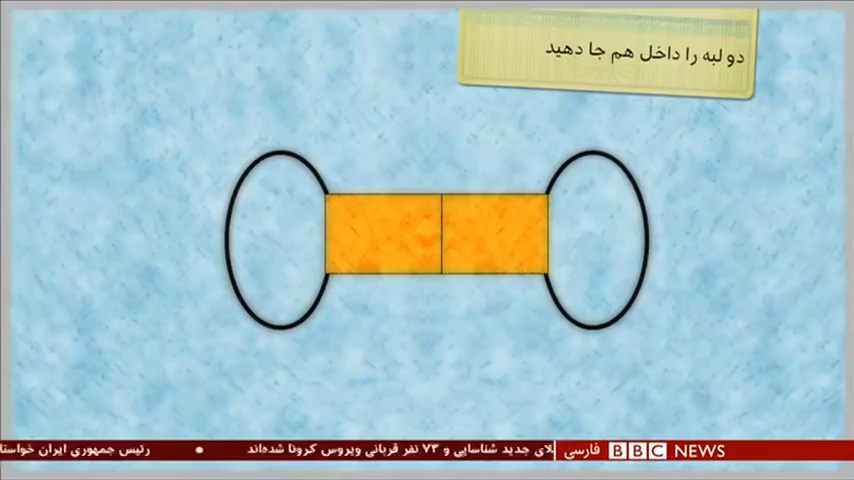 دو لبه را داخل هم جا دهید
BBC NEWS فارسی
لای جدید شناسایی و ۷۳ نفر قربانی ویروس کرونا شده‌اند • رئیس جمهوری ایران خواستا